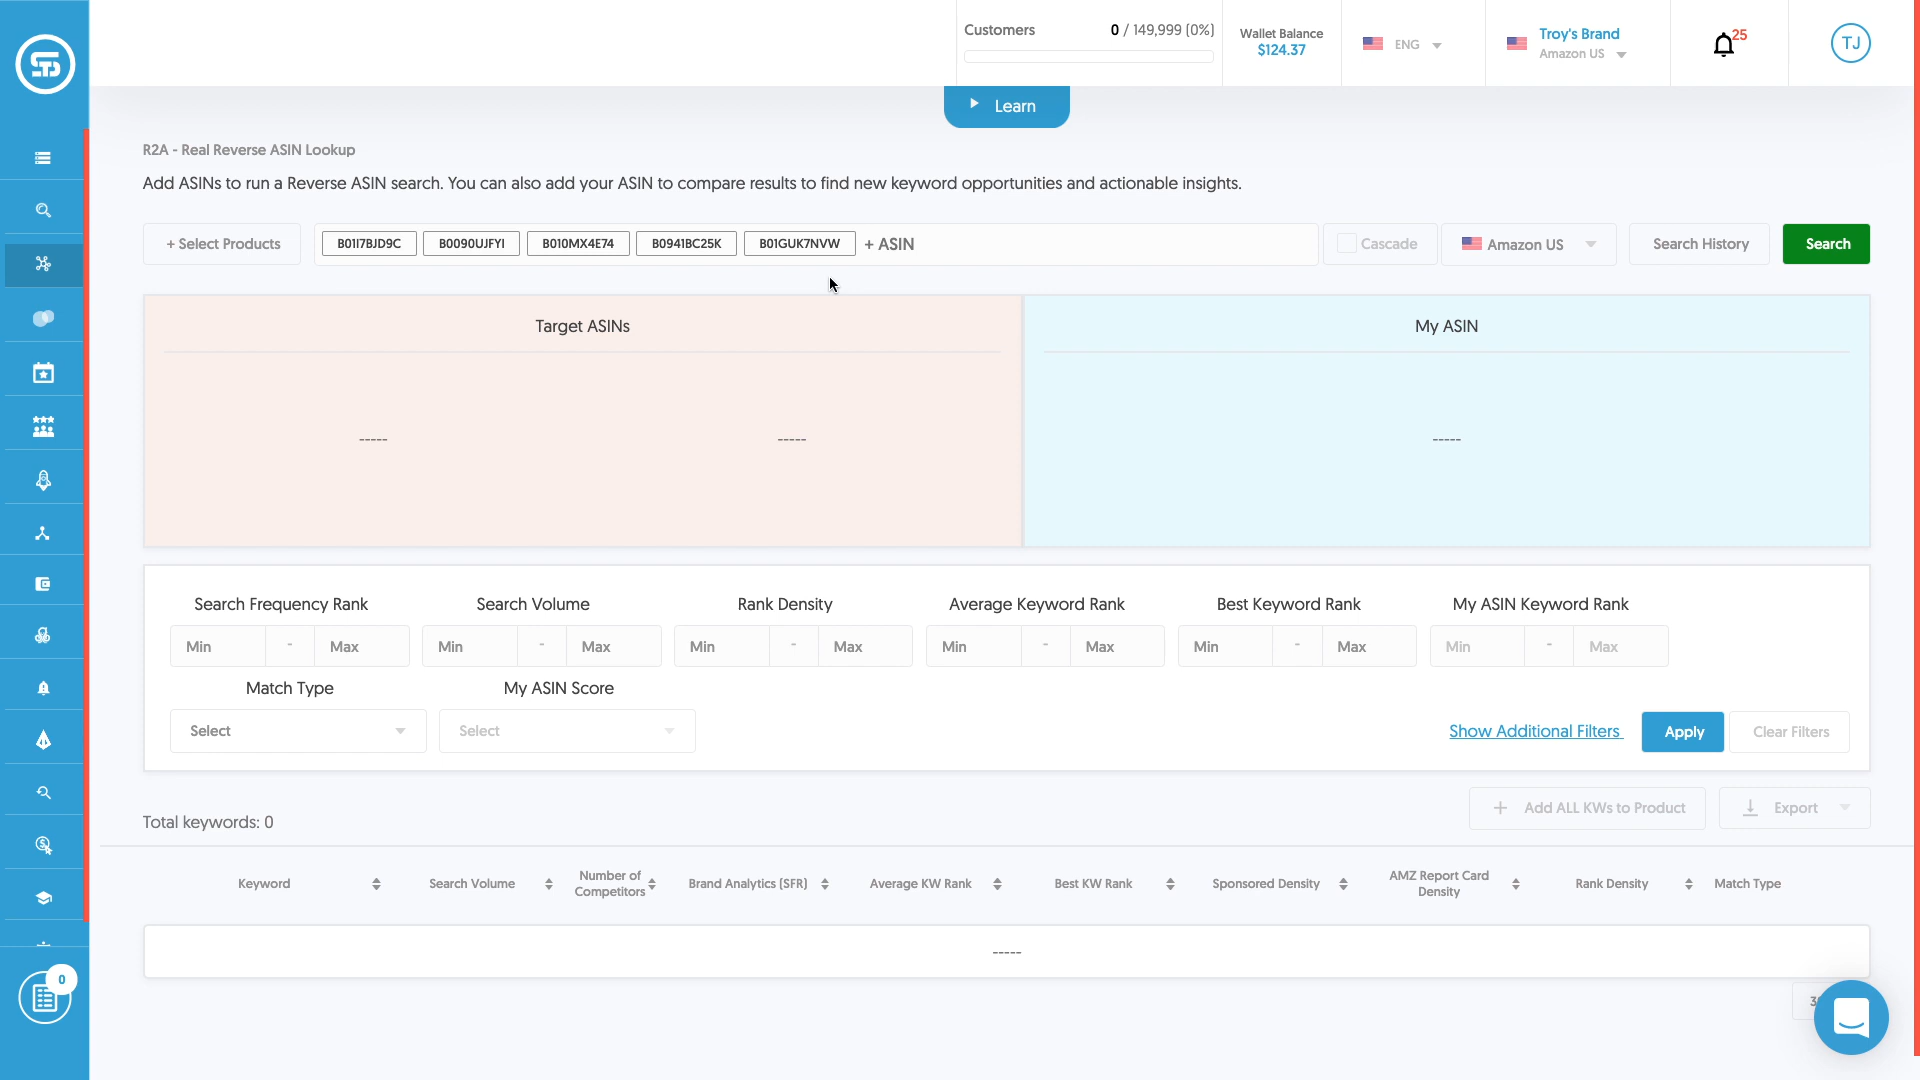 Customers
0 / 149,999 (0%)
Wallet Balance
$124.37
ENG
Troy's Brand
Amazon US
25
TJ
Learn
R2A - Real Reverse ASIN Lookup
Add ASINs to run a Reverse ASIN search. You can also add your ASIN to compare results to find new keyword opportunities and actionable insights.
+ Select Products
B01I7BJD9C
B0090UJFYI
B010MX4E74
B0941BC25K
B01GUK7NVW
+ ASIN
Cascade
Amazon US
Search History
Search
Target ASINs
My ASIN
-----
-----
-----
Search Frequency Rank
Search Volume
Rank Density
Average Keyword Rank
Best Keyword Rank
My ASIN Keyword Rank
Min - Max
Min - Max
Min - Max
Min - Max
Min - Max
Min - Max
Match Type
My ASIN Score
Select
Select
Show Additional Filters
Apply
Clear Filters
Total keywords: 0
+ Add ALL KWs to Product
Export
Keyword
Search Volume
Number of
Competitors
Brand Analytics (SFR)
Average KW Rank
Best KW Rank
Sponsored Density
AMZ Report Card
Density
Rank Density
Match Type
-----
0